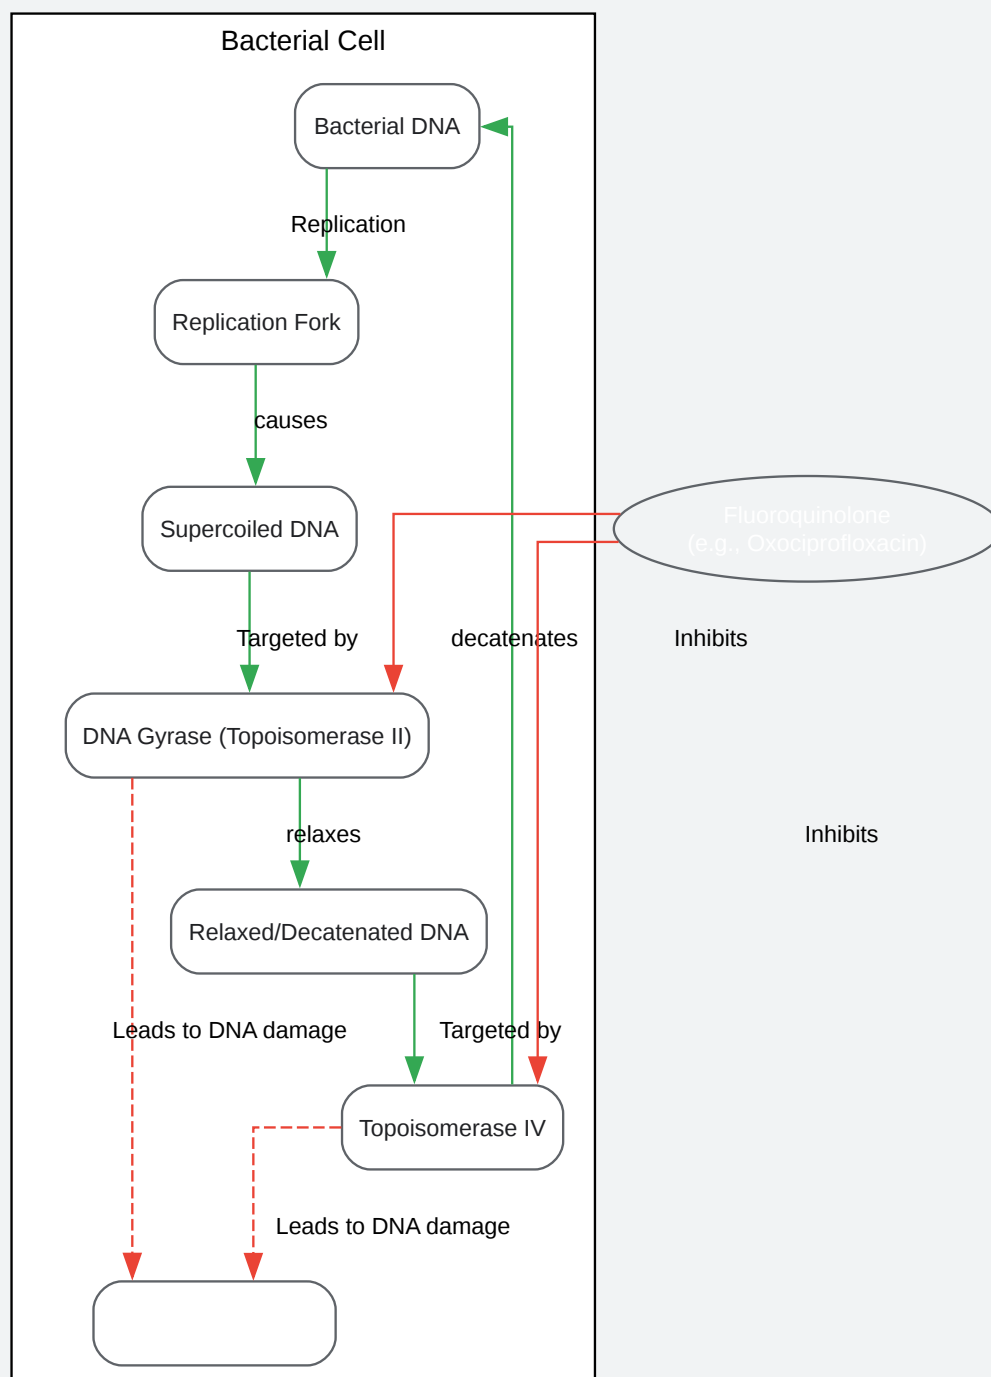 Bacterial Cell
Bacterial DNA
Replication
Replication Fork
causes
Supercoiled DNA
Fluoroquinolone
(e.g., Oxociprofloxacin)
Targeted by
decatenates
Inhibits
DNA Gyrase (Topoisomerase II)
relaxes
Inhibits
Relaxed/Decatenated DNA
Leads to DNA damage
Targeted by
Topoisomerase IV
Leads to DNA damage